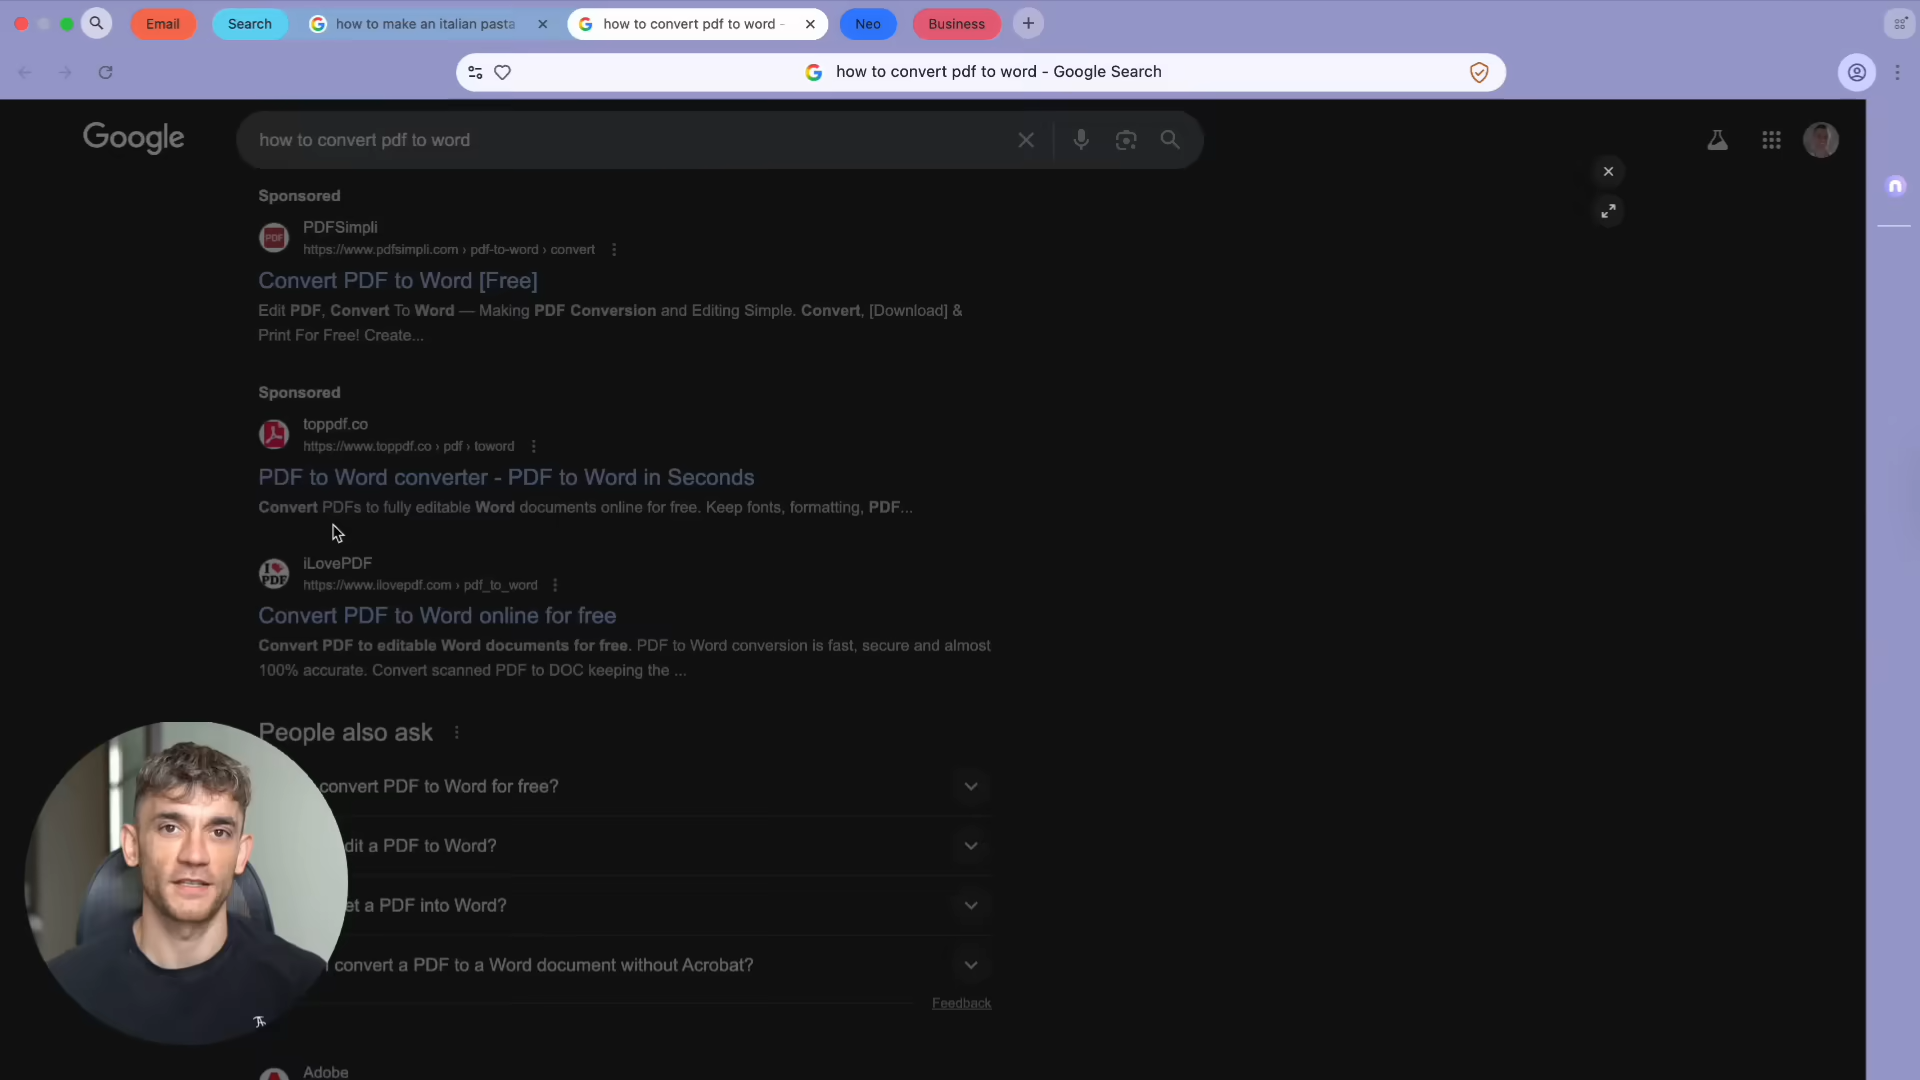 Email
Search
how to make an italian pasta
how to convert pdf to word -
Neo
Business
how to convert pdf to word - Google Search
Google
how to convert pdf to word
Sponsored
PDF
PDFSimpli
https://www.pdfsimpli.com › pdf-to-word › convert
Convert PDF to Word [Free]
Edit PDF, Convert To Word — Making PDF Conversion and Editing Simple. Convert, [Download] &
Print For Free! Create...
Sponsored
toppdf.co
https://www.toppdf.co › pdf › toword
PDF to Word converter - PDF to Word in Seconds
Convert PDFs to fully editable Word documents online for free. Keep fonts, formatting, PDF...
I PDF
iLovePDF
https://www.ilovepdf.com › pdf_to_word
Convert PDF to Word online for free
Convert PDF to editable Word documents for free. PDF to Word conversion is fast, secure and almost
100% accurate. Convert scanned PDF to DOC keeping the ...
People also ask
convert PDF to Word for free?
dit a PDF to Word?
et a PDF into Word?
convert a PDF to a Word document without Acrobat?
Feedback
Adobe